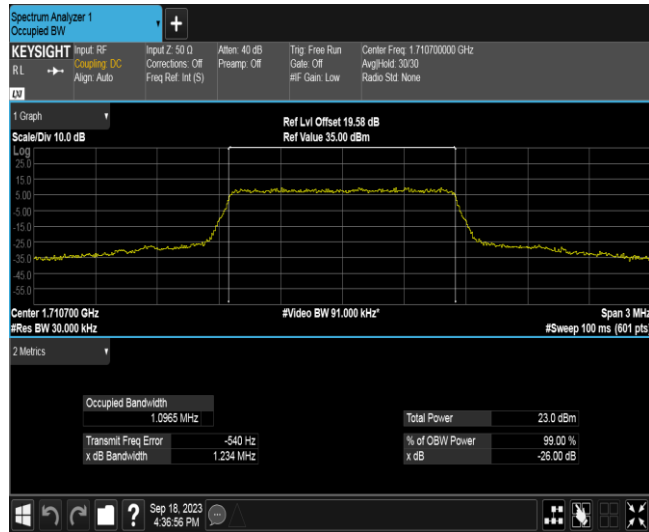 Spectrum Analyzer 1
Occupied BW
KEYSIGHT
R L
LXI
Input: RF
Coupling: DC
Align: Auto
Input Z: 50 Ω
Corrections: Off
Freq Ref: Int (S)
Atten: 40 dB
Preamp: Off
Trig: Free Run
Gate: Off
#IF Gain: Low
Center Freq: 1.710700000 GHz
Avg|Hold: 30/30
Radio Std: None
1 Graph
Scale/Div 10.0 dB
Ref Lvl Offset 19.58 dB
Ref Value 35.00 dBm
Log
25.0
15.0
5.00
-5.00
-15.0
-25.0
-35.0
-45.0
-55.0
Center 1.710700 GHz
#Res BW 30.000 kHz
#Video BW 91.000 kHz*
Span 3 MHz
#Sweep 100 ms (601 pts)
2 Metrics
Occupied Bandwidth
1.0965 MHz
Transmit Freq Error -540 Hz
x dB Bandwidth 1.234 MHz
Total Power 23.0 dBm
% of OBW Power 99.00 %
x dB -26.00 dB
?
Sep 18, 2023
4:36:56 PM